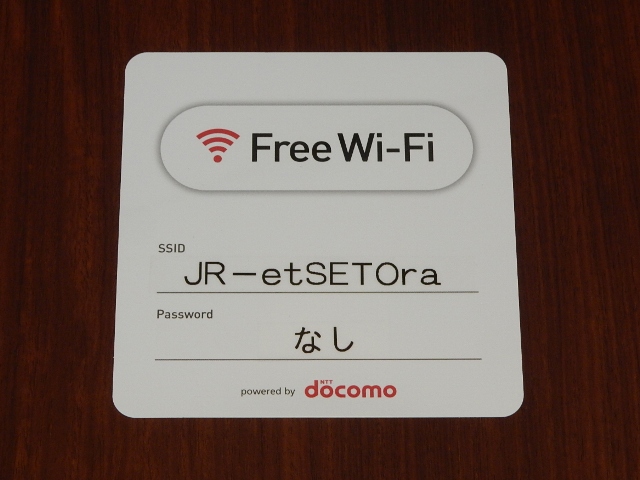 Free Wi-Fi
SSID
JR-etSETOra
Password
なし
powered by NTT docomo